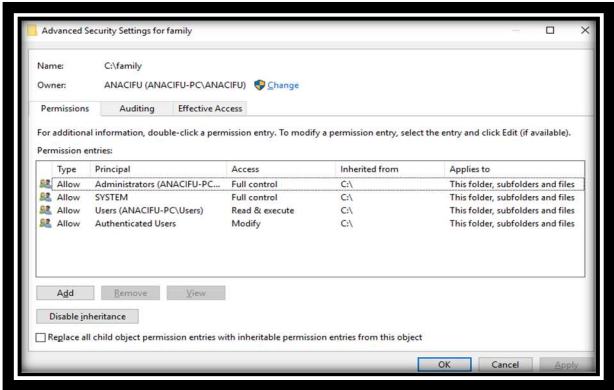 Advanced Security Settings for family
Name: C:\family
Owner: ANACIFU (ANACIFU-PC\ANACIFU) Change
Permissions Auditing Effective Access
For additional information, double-click a permission entry. To modify a permission entry, select the entry and click Edit (if available).
Permission entries:
Type Principal Access Inherited from Applies to
Allow Administrators (ANACIFU-PC... Full control C:\ This folder, subfolders and files
Allow SYSTEM Full control C:\ This folder, subfolders and files
Allow Users (ANACIFU-PC\Users) Read & execute C:\ This folder, subfolders and files
Allow Authenticated Users Modify C:\ This folder, subfolders and files
Add Remove View
Disable inheritance
Replace all child object permission entries with inheritable permission entries from this object
OK Cancel Apply